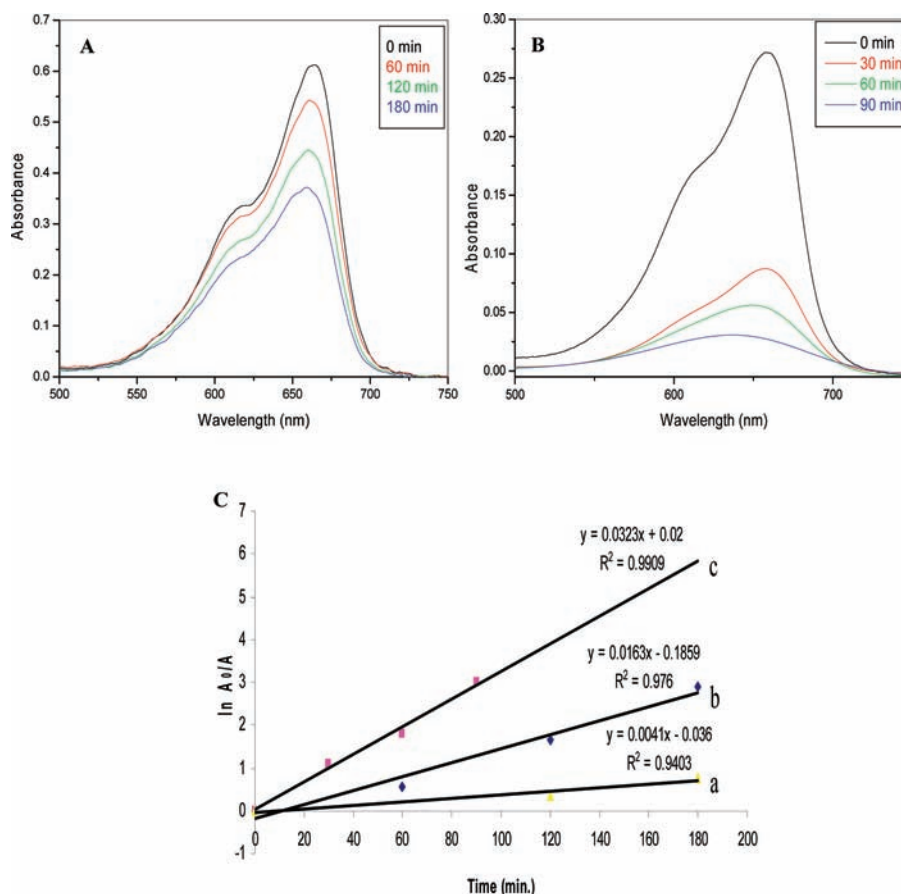 A
0 min
60 min
120 min
180 min
0.7
0.6
0.5
0.4
0.3
0.2
0.1
0.0
Absorbance
500 550 600 650 700 750
Wavelength (nm)
B
0 min
30 min
60 min
90 min
0.30
0.25
0.20
0.15
0.10
0.05
0.00
Absorbance
500 600 700
Wavelength (nm)
C
7
6
5
4
3
2
1
0
-1
ln A0/A
y = 0.0323x + 0.02
R2 = 0.9909
c
y = 0.0163x - 0.1859
R2 = 0.976
b
y = 0.0041x - 0.036
R2 = 0.9403
a
0 20 40 60 80 100 120 140 160 180 200
Time (min.)